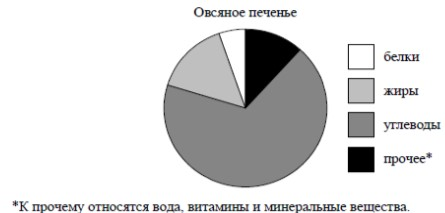 Овсяное печенье
белки
жиры
углеводы
прочее*
*К прочему относятся вода, витамины и минеральные вещества.